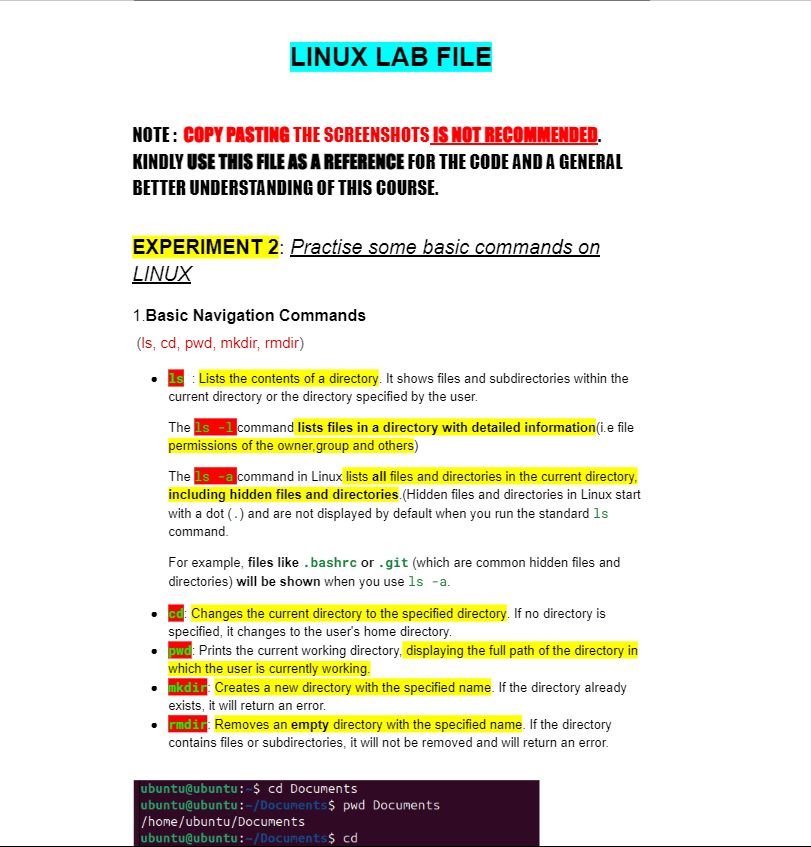 LINUX LAB FILE
NOTE : COPY PASTING THE SCREENSHOTS IS NOT RECOMMENDED.
KINDLY USE THIS FILE AS A REFERENCE FOR THE CODE AND A GENERAL
BETTER UNDERSTANDING OF THIS COURSE.
EXPERIMENT 2: Practise some basic commands on
LINUX
1.Basic Navigation Commands
(ls, cd, pwd, mkdir, rmdir)
• ls : Lists the contents of a directory. It shows files and subdirectories within the
current directory or the directory specified by the user.
The ls -l command lists files in a directory with detailed information(i.e file
permissions of the owner,group and others)
The ls -a command in Linux lists all files and directories in the current directory,
including hidden files and directories.(Hidden files and directories in Linux start
with a dot (.) and are not displayed by default when you run the standard ls
command.
For example, files like .bashrc or .git (which are common hidden files and
directories) will be shown when you use ls -a.
• cd: Changes the current directory to the specified directory. If no directory is
specified, it changes to the user's home directory.
• pwd: Prints the current working directory, displaying the full path of the directory in
which the user is currently working.
• mkdir: Creates a new directory with the specified name. If the directory already
exists, it will return an error.
• rmdir: Removes an empty directory with the specified name. If the directory
contains files or subdirectories, it will not be removed and will return an error.
ubuntu@ubuntu:~$ cd Documents
ubuntu@ubuntu:~/Documents$ pwd Documents
/home/ubuntu/Documents
ubuntu@ubuntu:~/Documents$ cd